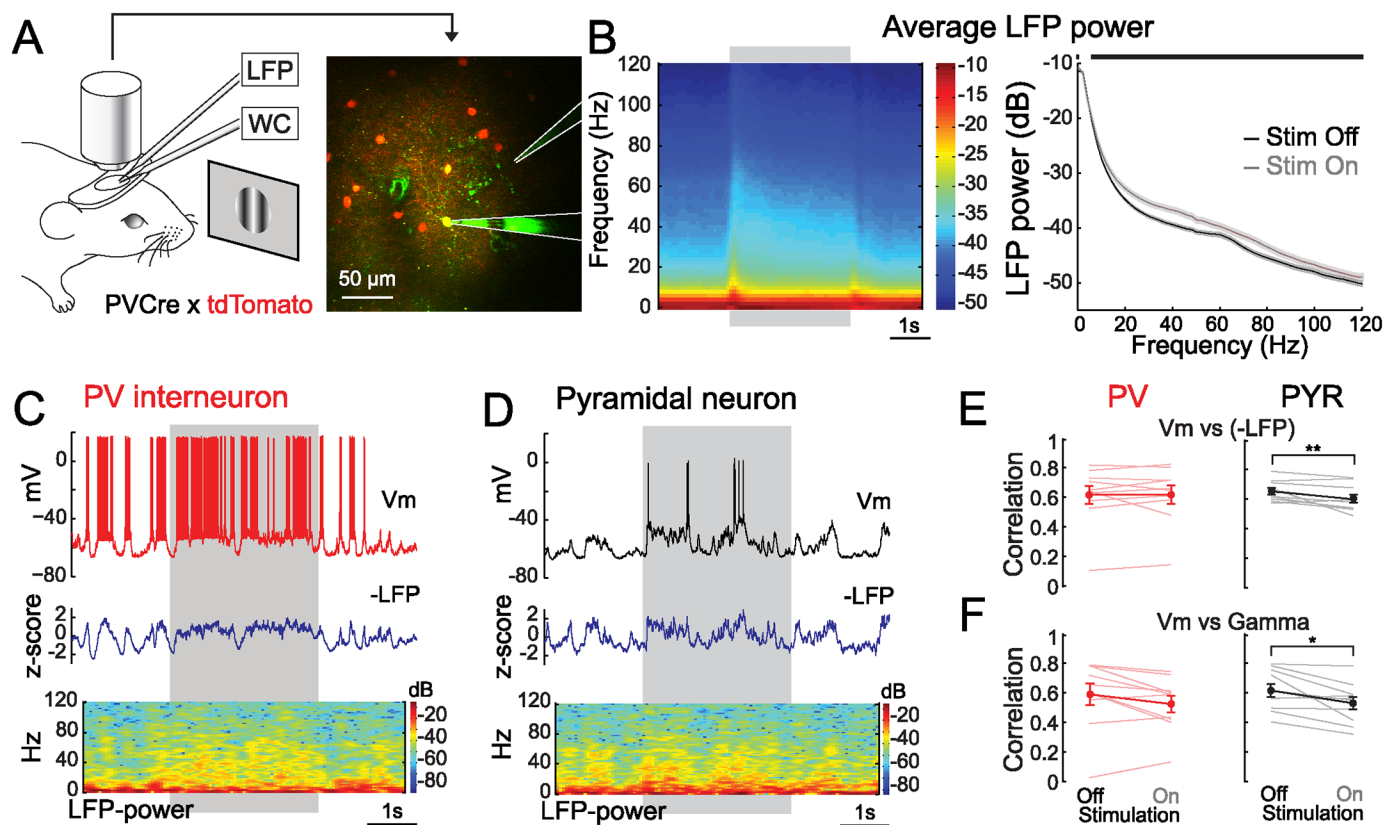 A
LFP
WC
PVCre x tdTomato
50 µm
B
Average LFP power
Frequency (Hz)
120
100
80
60
40
20
0
1s
-10
-15
-20
-25
-30
-35
-40
-45
-50
LFP power (dB)
-10
-30
-40
-50
Stim Off
Stim On
0
20
40
60
80
100
120
Frequency (Hz)
C
PV interneuron
mV
0
−40
−80
Vm
-LFP
z-score
2
0
-2
Hz
120
80
40
0
dB
-20
-40
-60
-80
LFP-power
1s
D
Pyramidal neuron
mV
0
−40
−80
Vm
-LFP
z-score
2
0
-2
Hz
120
80
40
0
dB
-20
-40
-60
-80
LFP-power
1s
E
PV
PYR
Vm vs (-LFP)
Correlation
1
0.8
0.6
0.4
0.2
0
**
F
Vm vs Gamma
Correlation
1
0.8
0.6
0.4
0.2
0
*
Off
On
Stimulation
Off
On
Stimulation